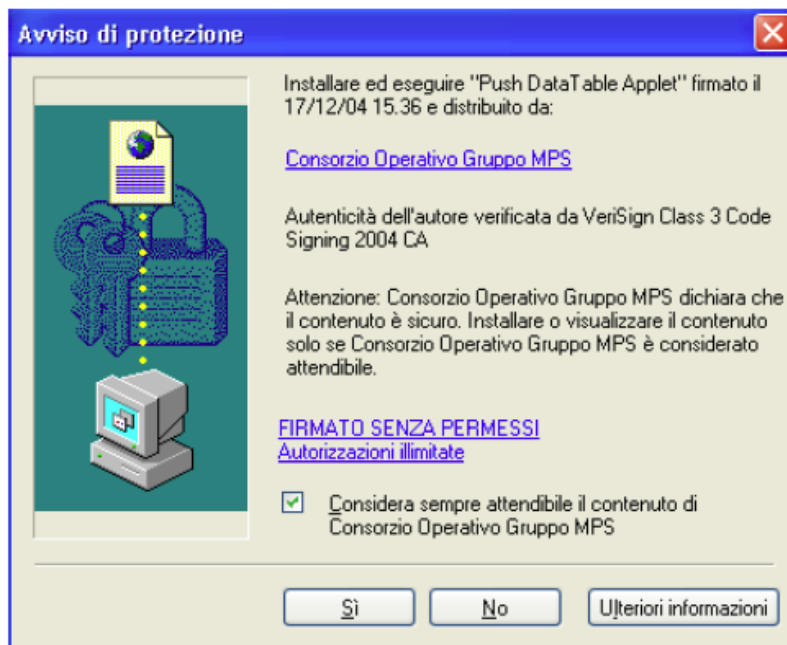 Avviso di protezione
Installare ed eseguire "Push DataTable Applet" firmato il
17/12/04 15.36 e distribuito da:
Consorzio Operativo Gruppo MPS
Autenticità dell'autore verificata da VeriSign Class 3 Code
Signing 2004 CA
Attenzione: Consorzio Operativo Gruppo MPS dichiara che
il contenuto è sicuro. Installare o visualizzare il contenuto
solo se Consorzio Operativo Gruppo MPS è considerato
attendibile.
FIRMATO SENZA PERMESSI
Autorizzazioni illimitate
Considera sempre attendibile il contenuto di
Consorzio Operativo Gruppo MPS
Sì
No
Ulteriori informazioni